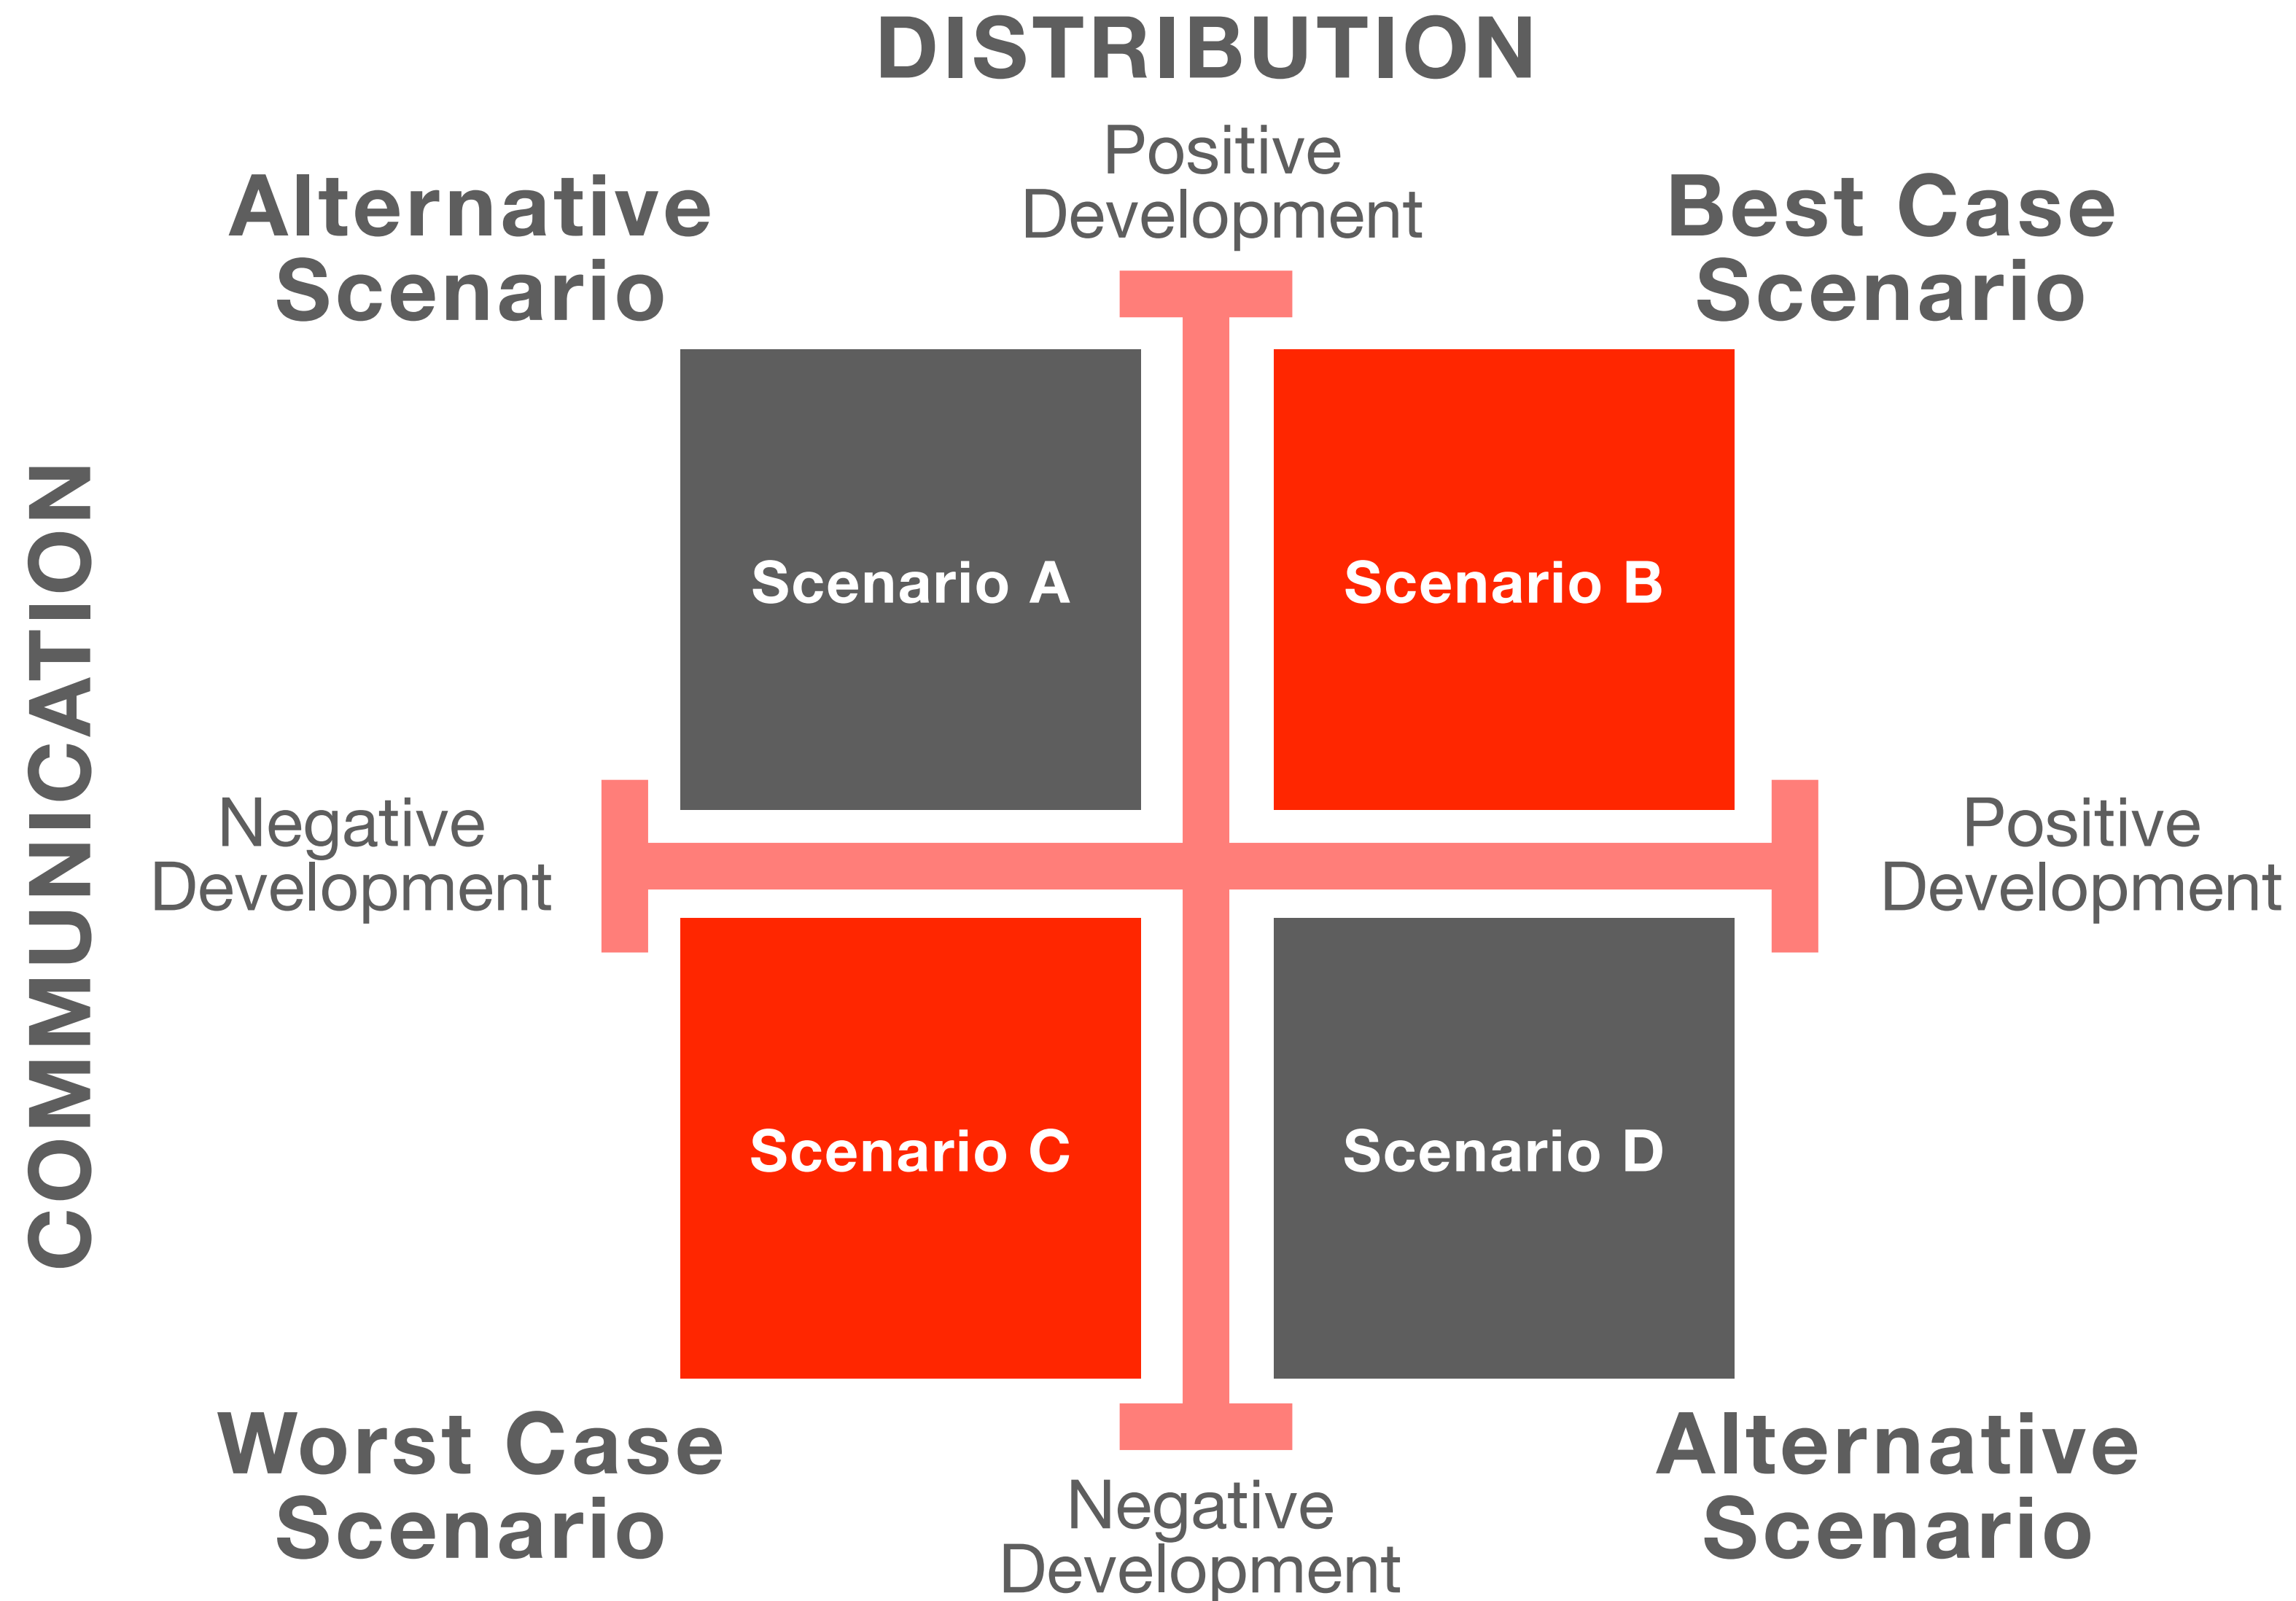 DISTRIBUTION
Positive
Development
Alternative
Scenario
Best Case
Scenario
COMMUNICATION
Scenario A
Scenario B
Negative
Development
Positive
Development
Scenario C
Scenario D
Worst Case
Scenario
Negative
Development
Alternative
Scenario